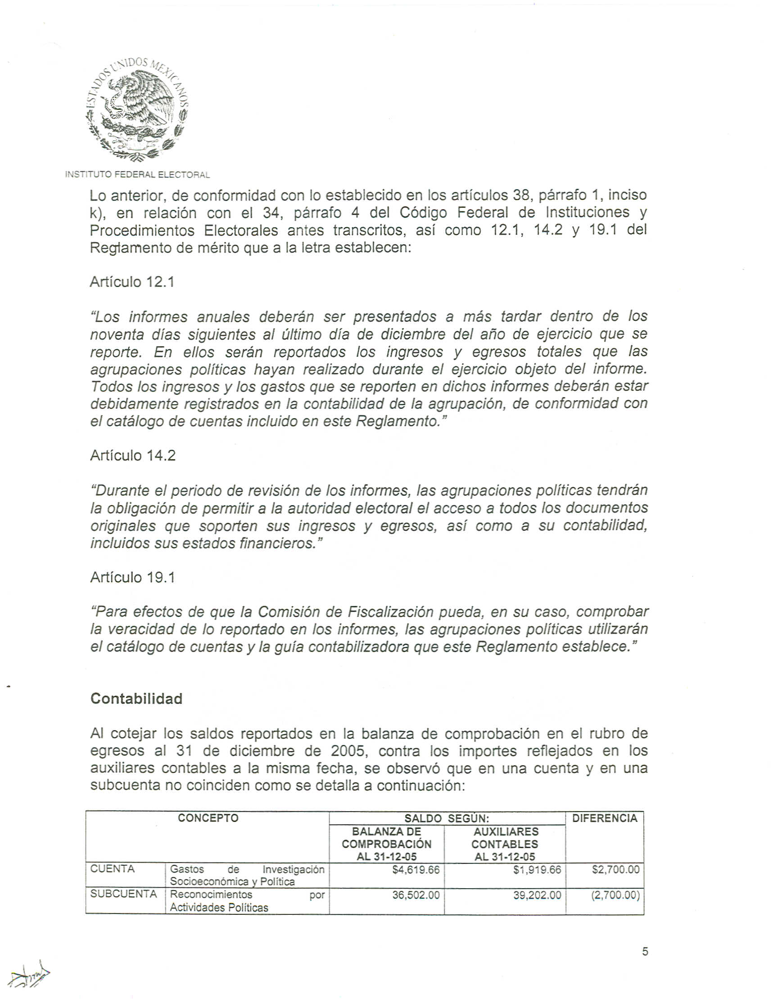 ESTADOS UNIDOS MEXICANOS
INSTITUTO FEDERAL ELECTORAL
Lo anterior, de conformidad con lo establecido en los artículos 38, párrafo 1, inciso
k), en relación con el 34, párrafo 4 del Código Federal de Instituciones y
Procedimientos Electorales antes transcritos, así como 12.1, 14.2 y 19.1 del
Reglamento de mérito que a la letra establecen:
Artículo 12.1
“Los informes anuales deberán ser presentados a más tardar dentro de los
noventa días siguientes al último día de diciembre del año de ejercicio que se
reporte. En ellos serán reportados los ingresos y egresos totales que las
agrupaciones políticas hayan realizado durante el ejercicio objeto del informe.
Todos los ingresos y los gastos que se reporten en dichos informes deberán estar
debidamente registrados en la contabilidad de la agrupación, de conformidad con
el catálogo de cuentas incluido en este Reglamento.”
Artículo 14.2
“Durante el periodo de revisión de los informes, las agrupaciones políticas tendrán
la obligación de permitir a la autoridad electoral el acceso a todos los documentos
originales que soporten sus ingresos y egresos, así como a su contabilidad,
incluidos sus estados financieros.”
Artículo 19.1
“Para efectos de que la Comisión de Fiscalización pueda, en su caso, comprobar
la veracidad de lo reportado en los informes, las agrupaciones políticas utilizarán
el catálogo de cuentas y la guía contabilizadora que este Reglamento establece.”
Contabilidad
Al cotejar los saldos reportados en la balanza de comprobación en el rubro de
egresos al 31 de diciembre de 2005, contra los importes reflejados en los
auxiliares contables a la misma fecha, se observó que en una cuenta y en una
subcuenta no coinciden como se detalla a continuación:
CONCEPTO SALDO SEGÚN: DIFERENCIA
BALANZA DE AUXILIARES
COMPROBACIÓN CONTABLES
AL 31-12-05 AL 31-12-05
CUENTA Gastos de Investigación $4,619.66 $1,919.66 $2,700.00
Socioeconómica y Política
SUBCUENTA Reconocimientos por 36,502.00 39,202.00 (2,700.00)
Actividades Políticas
5